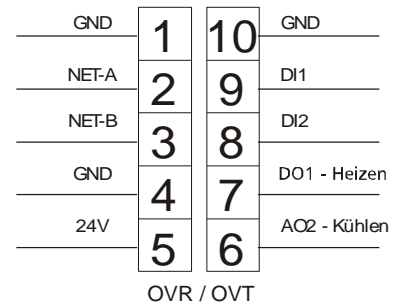 GND 1 10 GND
NET-A 2 9 DI1
NET-B 3 8 DI2
GND 4 7 DO1 - Heizen
24V 5 6 AO2 - Kühlen
OVR / OVT